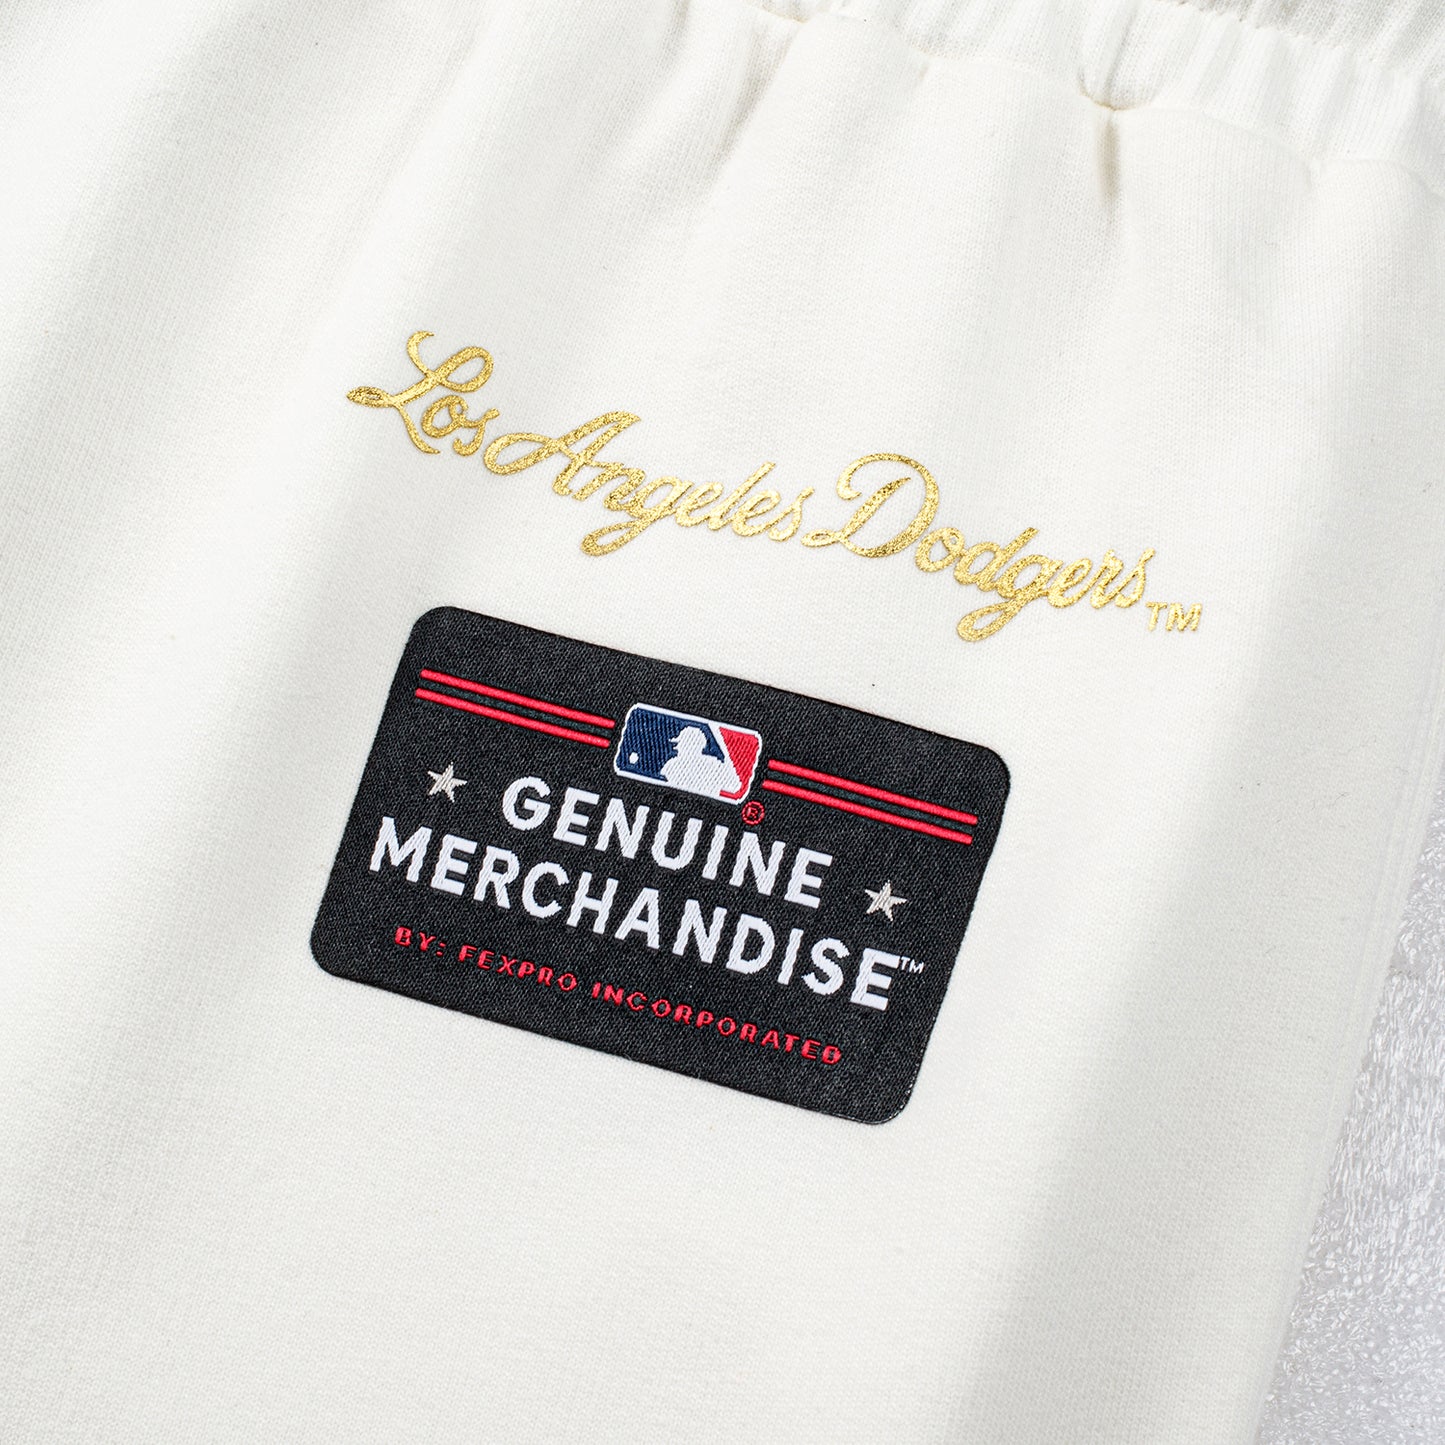 Los Angeles Dodgers™
®
GENUINE
MERCHANDISE™
BY: FEXPRO INCORPORATED